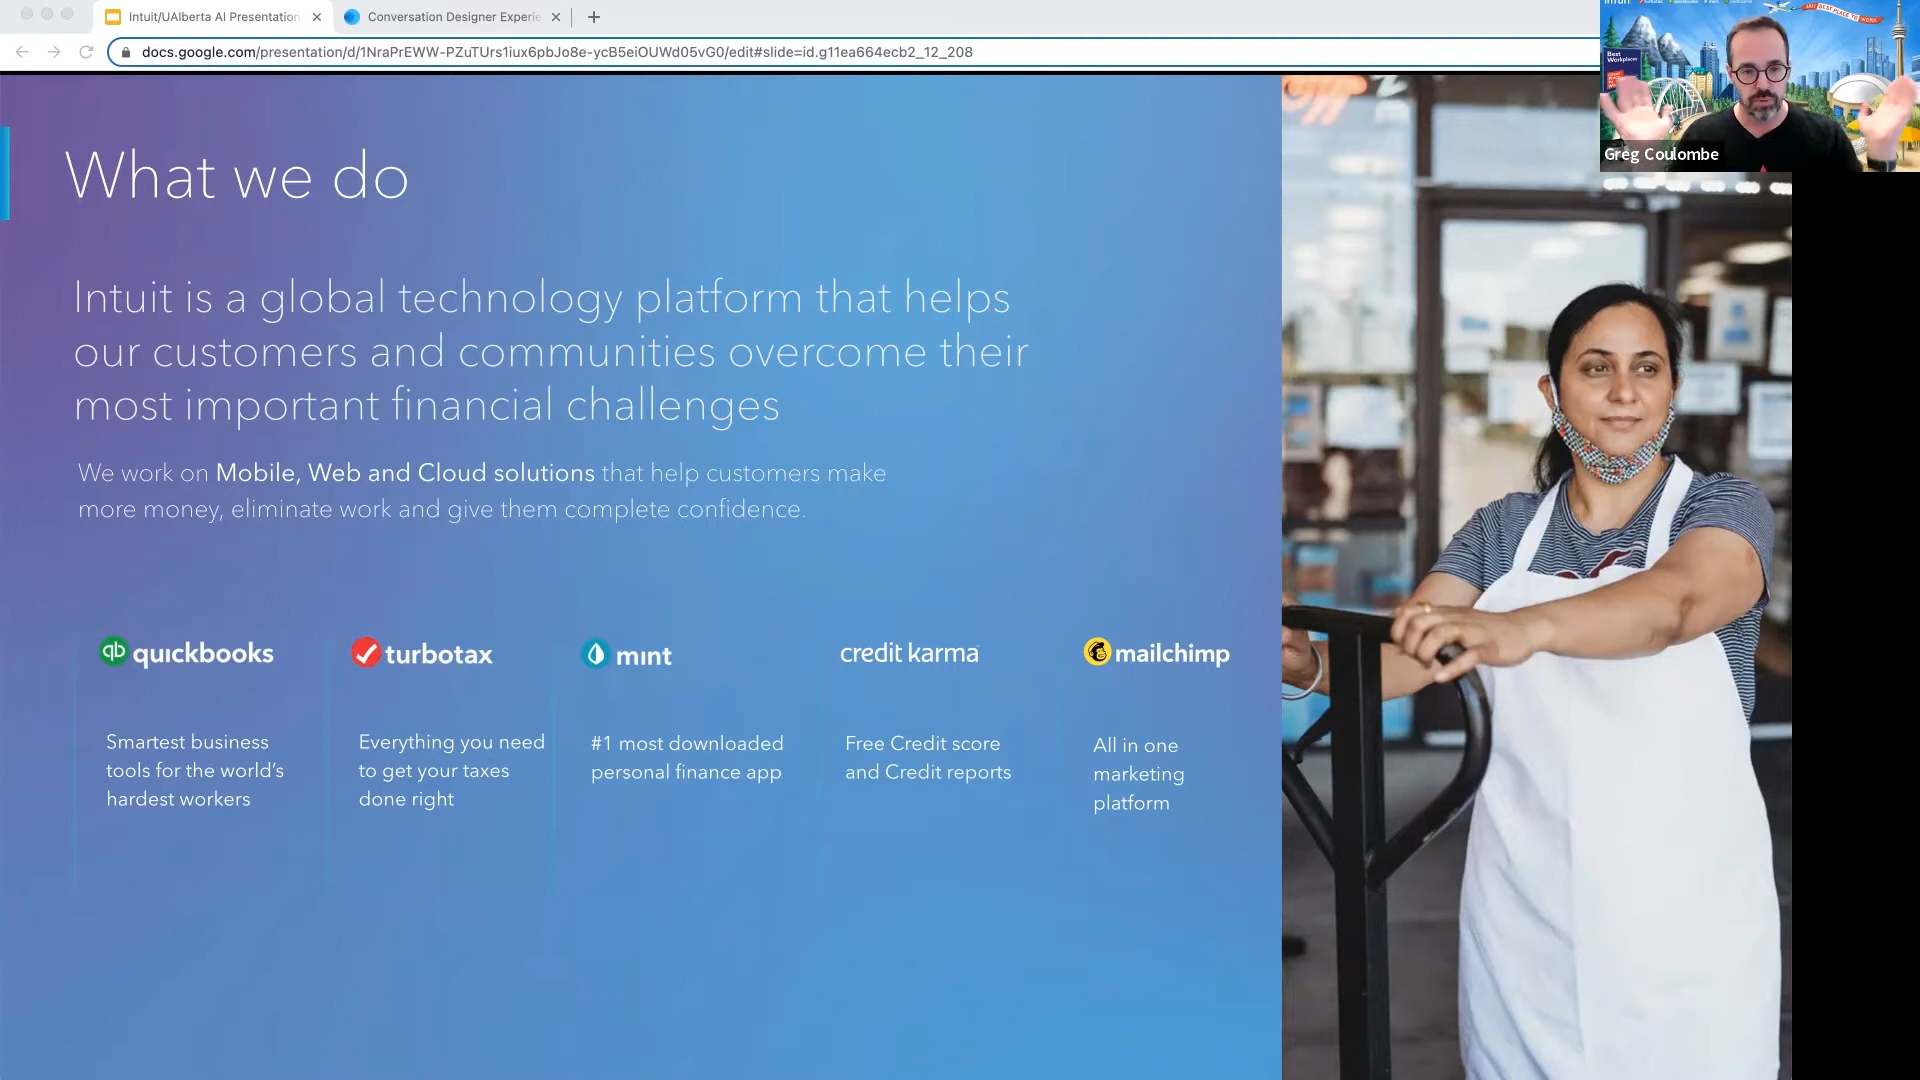 Intuit/UAlberta AI Presentation
Conversation Designer Experie
docs.google.com/presentation/d/1NraPrEWW-PZuTUrs1iux6pbJo8e-ycB5eiOUWd05vG0/edit#slide=id.g11ea664ecb2_12_208
Best
Workplaces
Greg Coulombe
What we do
Intuit is a global technology platform that helps
our customers and communities overcome their
most important financial challenges
We work on Mobile, Web and Cloud solutions that help customers make
more money, eliminate work and give them complete confidence.
qb quickbooks
turbotax
mint
credit karma
mailchimp
Smartest business
tools for the world's
hardest workers
Everything you need
to get your taxes
done right
#1 most downloaded
personal finance app
Free Credit score
and Credit reports
All in one
marketing
platform